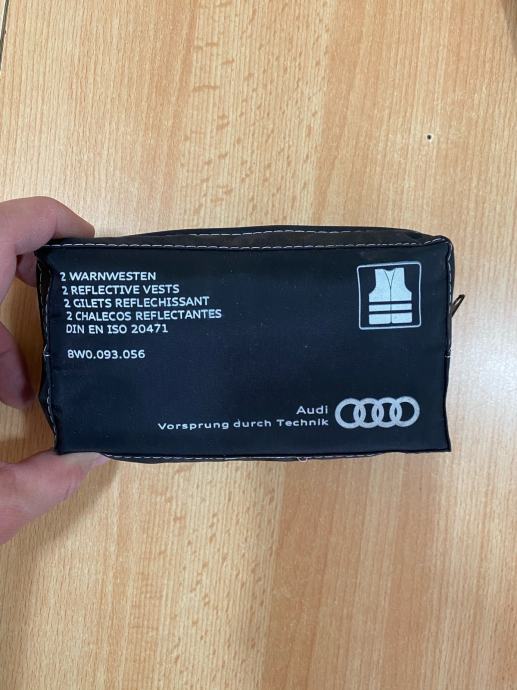 2 WARNWESTEN
2 REFLECTIVE VESTS
2 GILETS REFLECHISSANT
2 CHALECOS REFLECTANTES
DIN EN ISO 20471
8W0.093.056
Audi
Vorsprung durch Technik